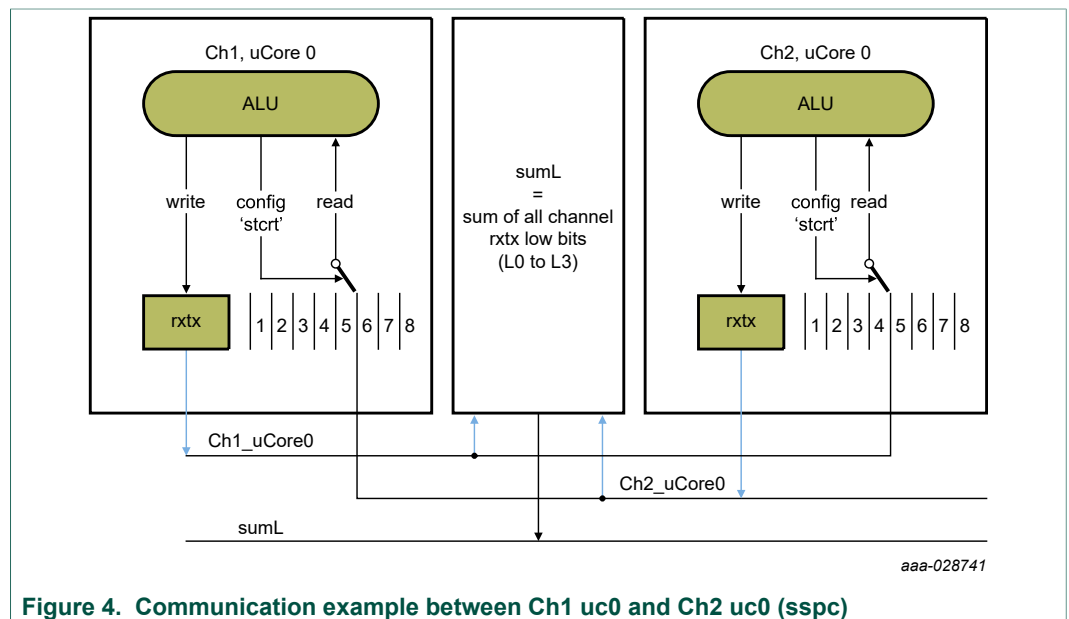 Ch1, uCore 0
ALU
write
config
'stcrt'
read
rxtx
1 2 3 4 5 6 7 8
sumL
=
sum of all channel
rxtx low bits
(L0 to L3)
Ch2, uCore 0
ALU
write
config
'stcrt'
read
rxtx
1 2 3 4 5 6 7 8
Ch1_uCore0
Ch2_uCore0
sumL
aaa-028741
Figure 4. Communication example between Ch1 uc0 and Ch2 uc0 (sspc)